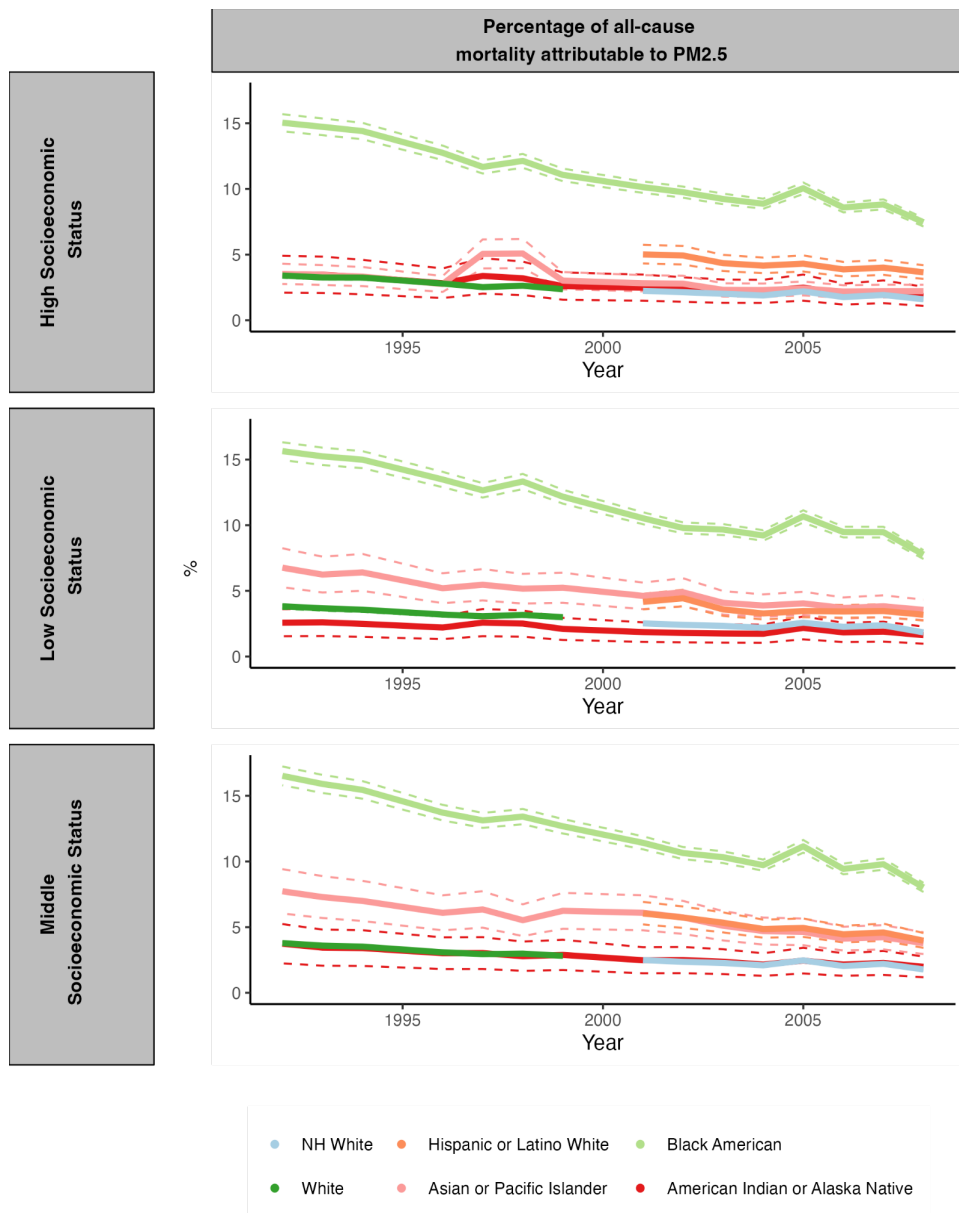 Percentage of all-cause
mortality attributable to PM2.5
High Socioeconomic
Status
15
10
5
0
1995
2000
2005
Year
Low Socioeconomic
Status
%
15
10
5
0
1995
2000
2005
Year
Middle
Socioeconomic Status
15
10
5
0
1995
2000
2005
Year
NH White
Hispanic or Latino White
Black American
White
Asian or Pacific Islander
American Indian or Alaska Native